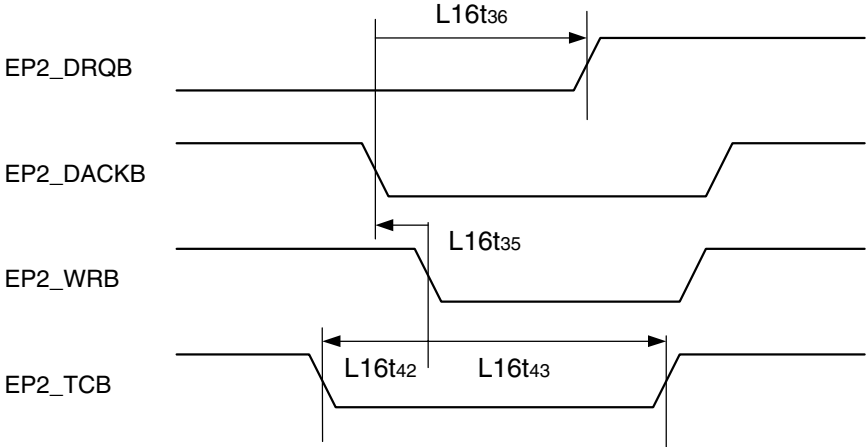 L16t36
EP2_DRQB
EP2_DACKB
L16t35
EP2_WRB
L16t42 L16t43
EP2_TCB